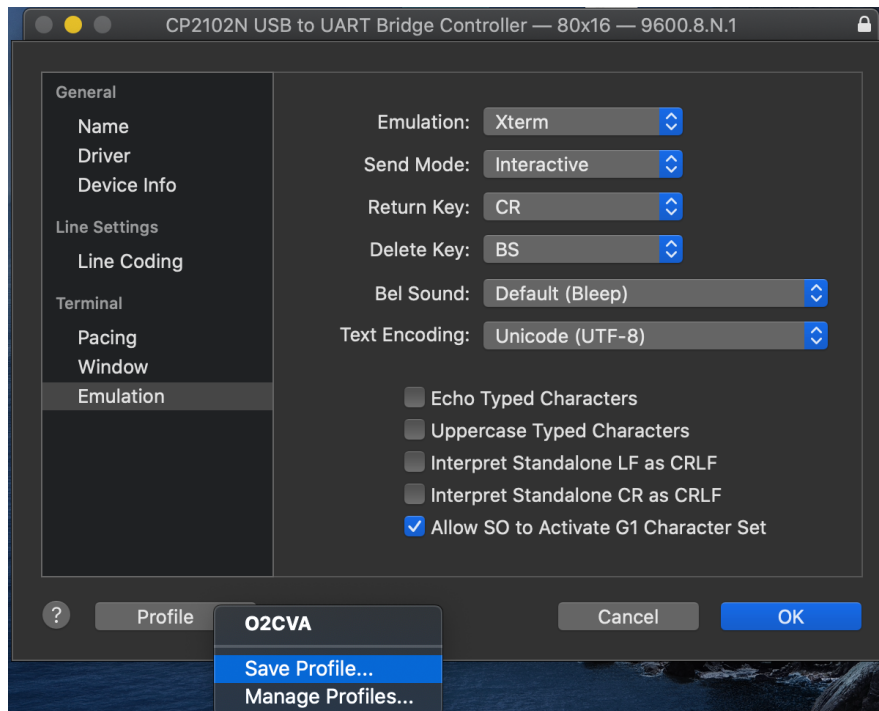 CP2102N USB to UART Bridge Controller — 80x16 — 9600.8.N.1
General
Name
Driver
Device Info
Line Settings
Line Coding
Terminal
Pacing
Window
Emulation
Emulation: Xterm
Send Mode: Interactive
Return Key: CR
Delete Key: BS
Bel Sound: Default (Bleep)
Text Encoding: Unicode (UTF-8)
Echo Typed Characters
Uppercase Typed Characters
Interpret Standalone LF as CRLF
Interpret Standalone CR as CRLF
Allow SO to Activate G1 Character Set
? Profile Cancel OK
O2CVA
Save Profile...
Manage Profiles...